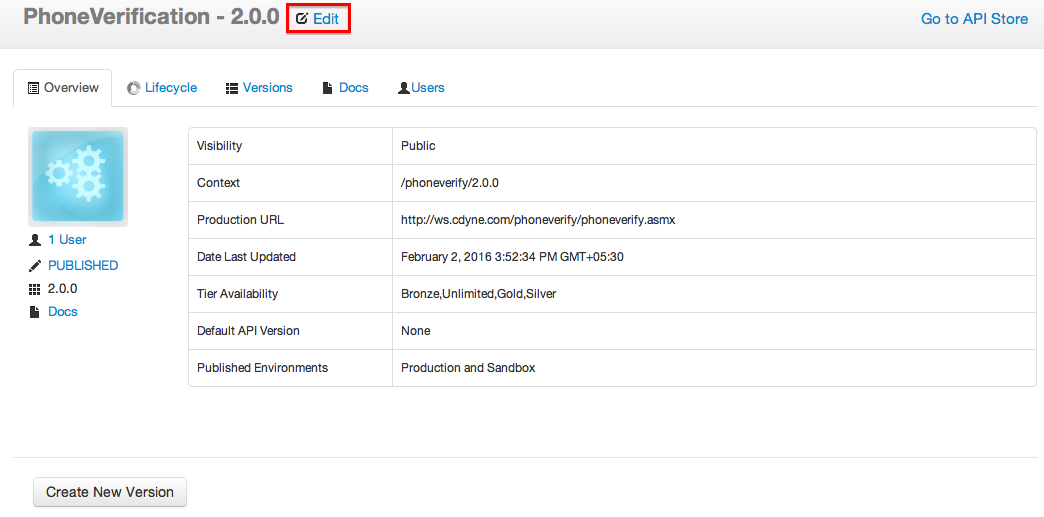 PhoneVerification - 2.0.0 Edit Go to API Store
Overview Lifecycle Versions Docs Users
Visibility Public
Context /phoneverify/2.0.0
Production URL http://ws.cdyne.com/phoneverify/phoneverify.asmx
Date Last Updated February 2, 2016 3:52:34 PM GMT+05:30
Tier Availability Bronze,Unlimited,Gold,Silver
Default API Version None
Published Environments Production and Sandbox
1 User
PUBLISHED
2.0.0
Docs
Create New Version